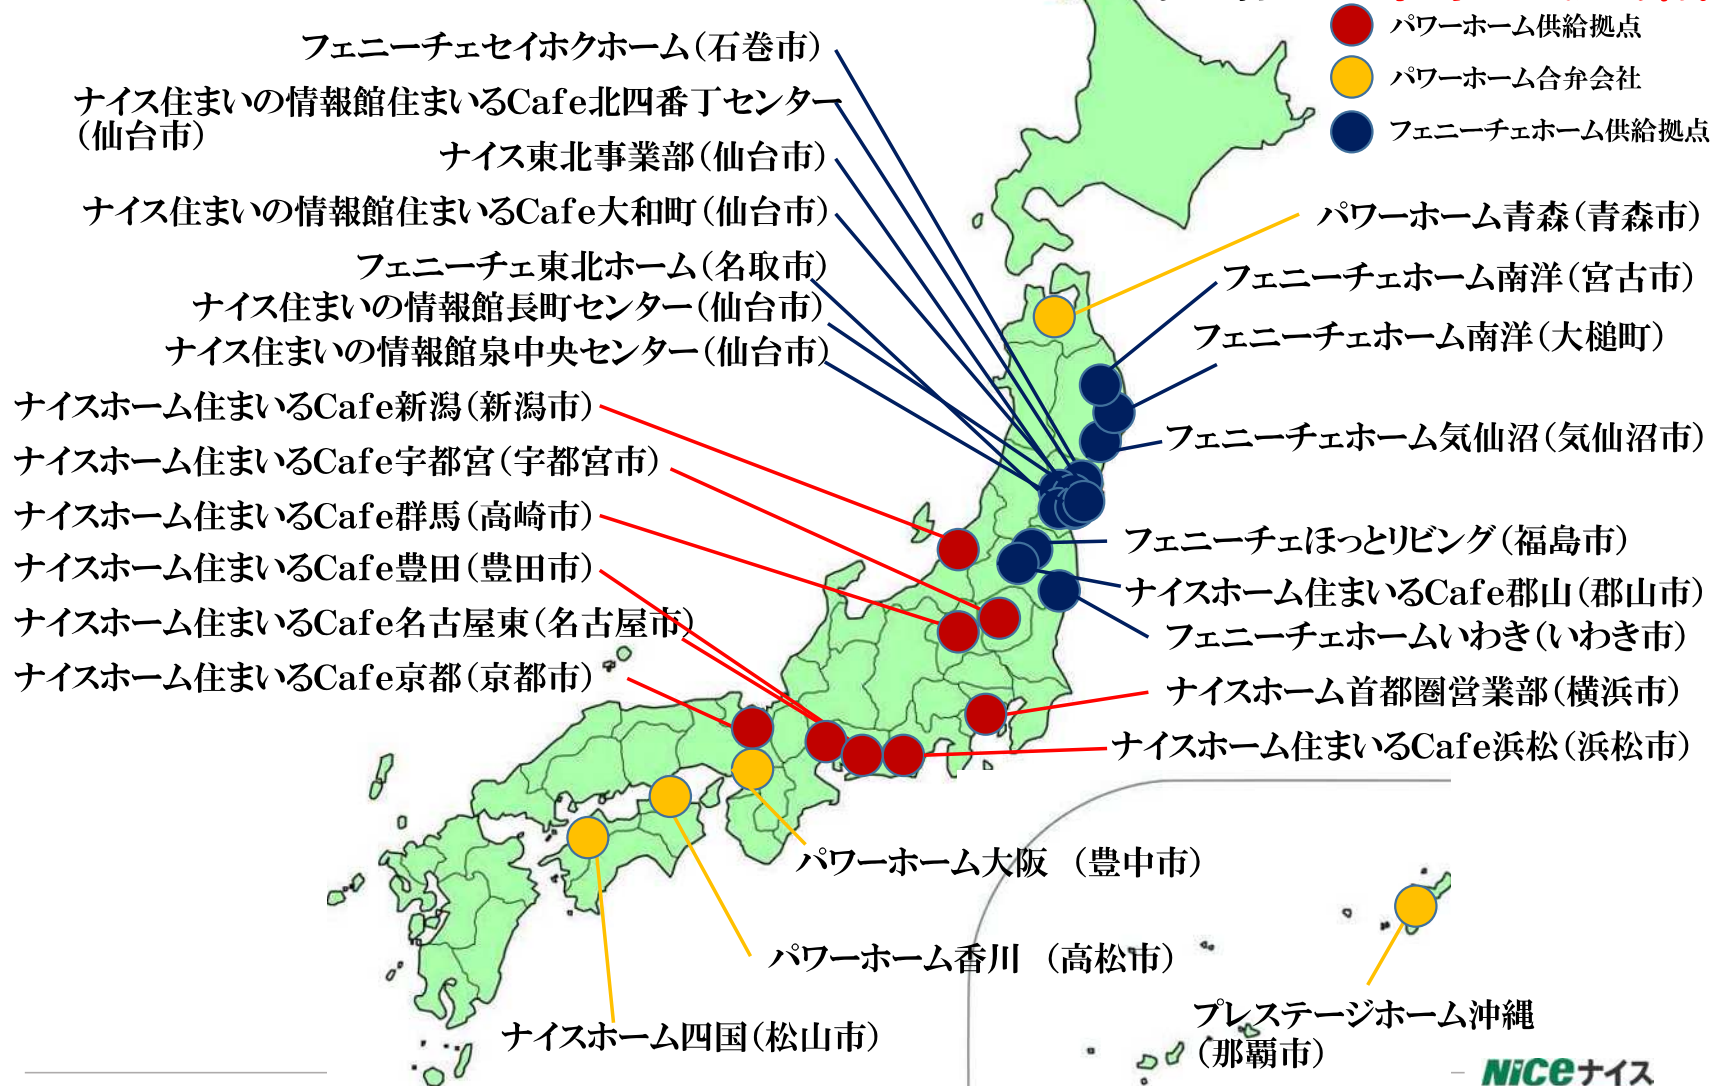 パワーホーム供給拠点
パワーホーム合弁会社
フェニーチェホーム供給拠点
フェニーチェセイホクホーム(石巻市)
ナイス住まいの情報館住まいるCafe北四番丁センター
(仙台市)
ナイス東北事業部(仙台市)
ナイス住まいの情報館住まいるCafe大和町(仙台市)
フェニーチェ東北ホーム(名取市)
ナイス住まいの情報館長町センター(仙台市)
ナイス住まいの情報館泉中央センター(仙台市)
ナイスホーム住まいるCafe新潟(新潟市)
ナイスホーム住まいるCafe宇都宮(宇都宮市)
ナイスホーム住まいるCafe群馬(高崎市)
ナイスホーム住まいるCafe豊田(豊田市)
ナイスホーム住まいるCafe名古屋東(名古屋市)
ナイスホーム住まいるCafe京都(京都市)
パワーホーム青森(青森市)
フェニーチェホーム南洋(宮古市)
フェニーチェホーム南洋(大槌町)
フェニーチェホーム気仙沼(気仙沼市)
フェニーチェほっとリビング(福島市)
ナイスホーム住まいるCafe郡山(郡山市)
フェニーチェホームいわき(いわき市)
ナイスホーム首都圏営業部(横浜市)
ナイスホーム住まいるCafe浜松(浜松市)
パワーホーム大阪 (豊中市)
パワーホーム香川 (高松市)
ナイスホーム四国(松山市)
プレステージホーム沖縄
(那覇市)
Nice ナイス